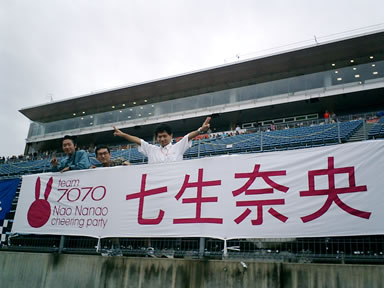 team
7070
Nao Nanao
cheering party
七生奈央